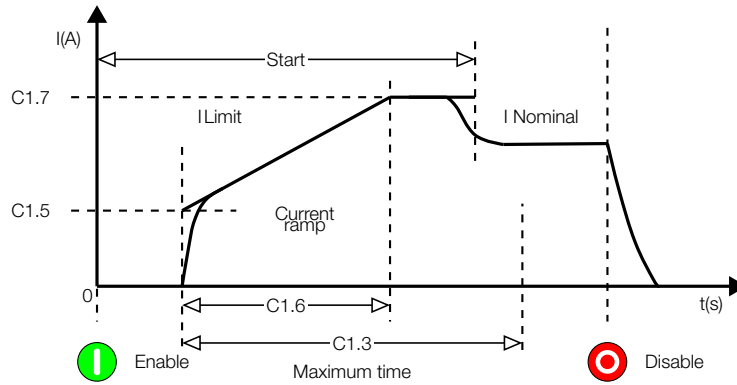 I(A)
Start
C1.7
I Limit
I Nominal
C1.5
Current
ramp
0
t(s)
C1.6
C1.3
Enable
Maximum time
Disable